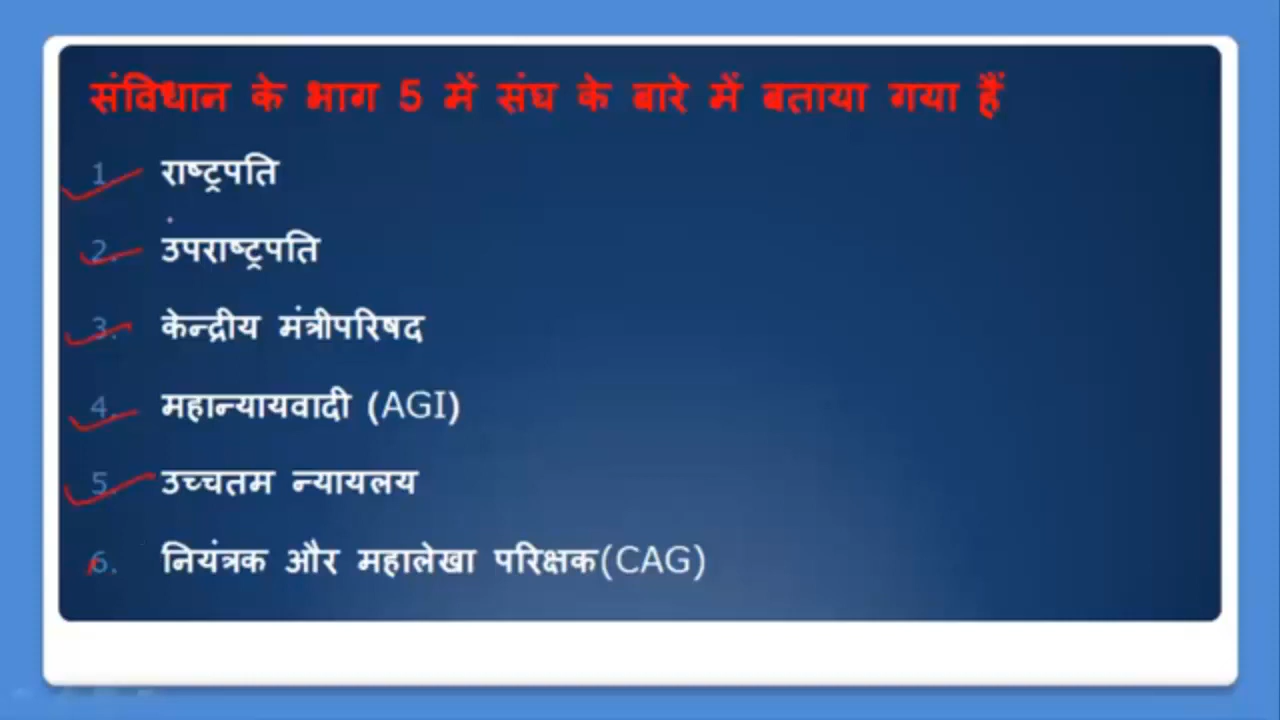 संविधान के भाग 5 में संघ के बारे में बताया गया हैं
1. राष्ट्रपति
2. उपराष्ट्रपति
3. केन्द्रीय मंत्रीपरिषद
4. महान्यायवादी (AGI)
5. उच्चतम न्यायलय
6. नियंत्रक और महालेखा परिक्षक(CAG)